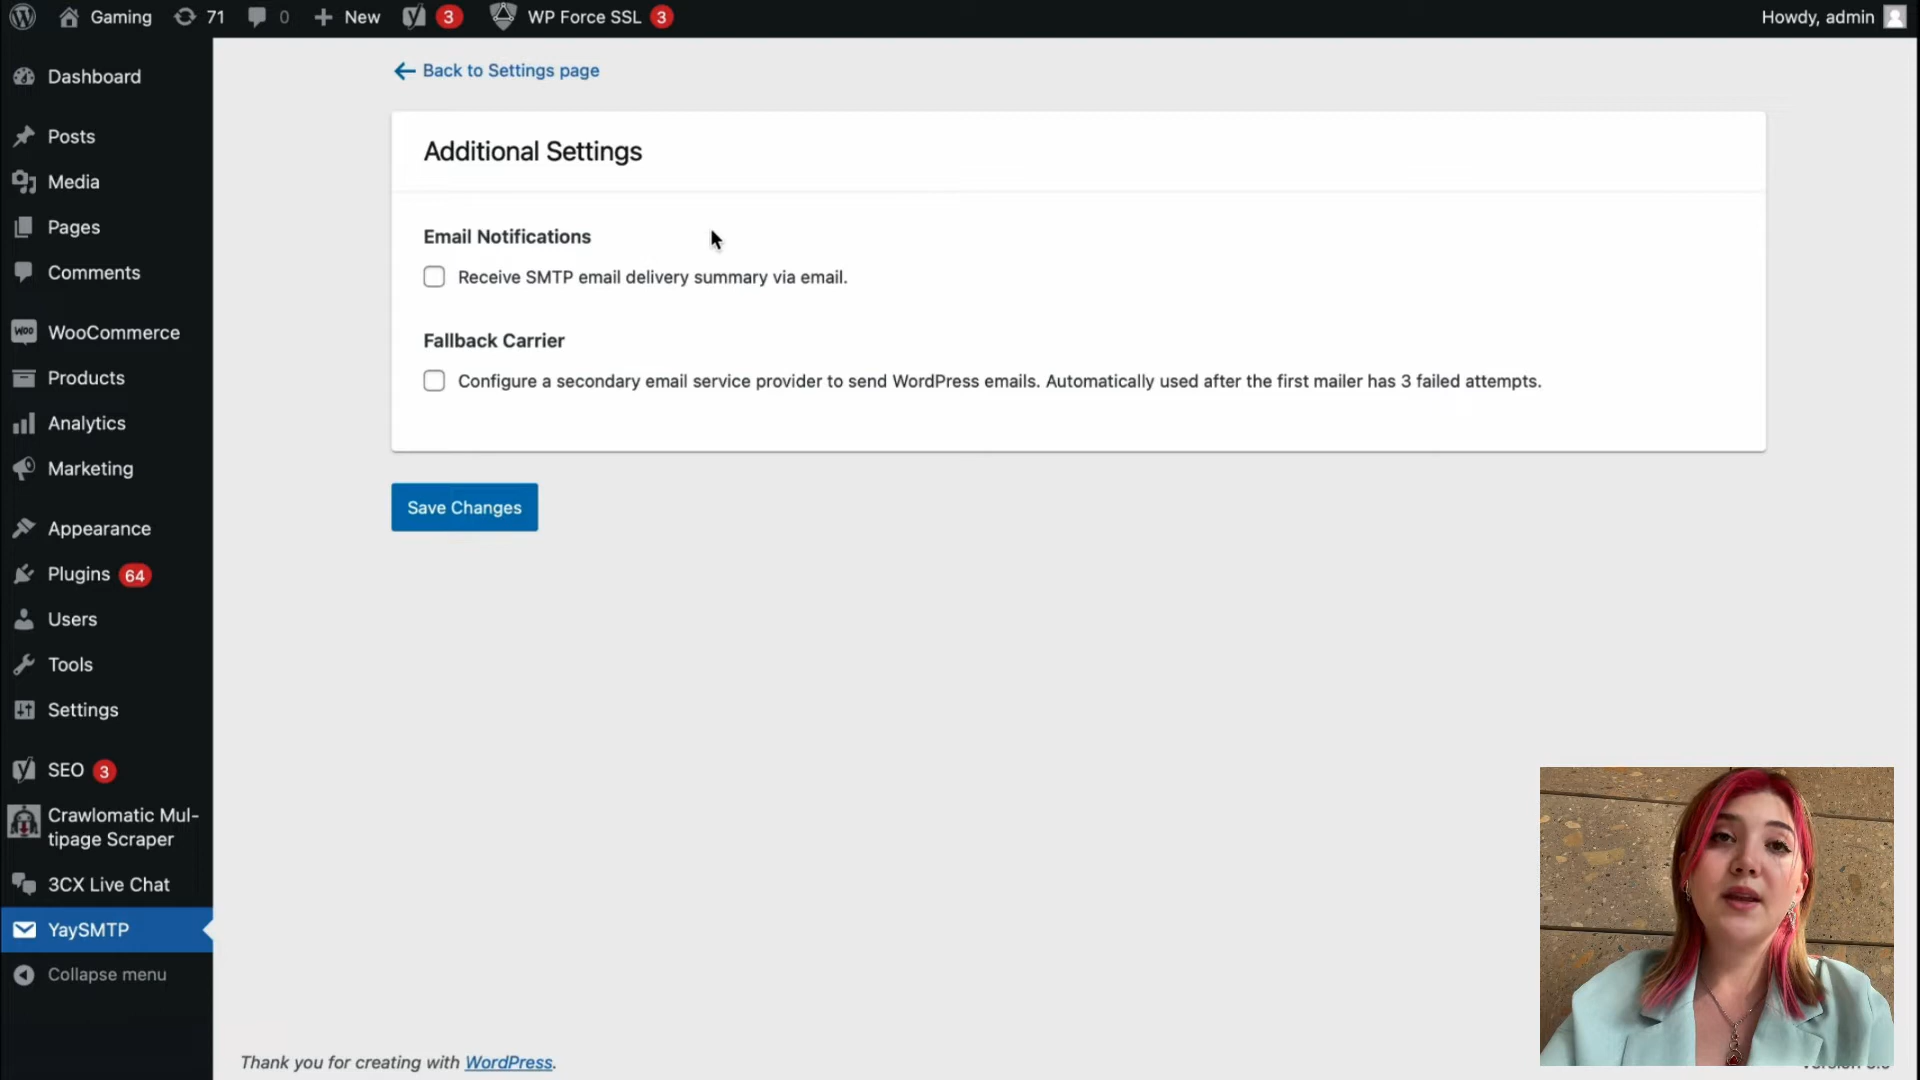 Gaming 71 0 New 3 WP Force SSL 3 Howdy, admin
Dashboard
Posts
Media
Pages
Comments
WooCommerce
Products
Analytics
Marketing
Appearance
Plugins 64
Users
Tools
Settings
SEO 3
Crawlomatic Mul-
tipage Scraper
3CX Live Chat
YaySMTP
Collapse menu
Back to Settings page
Additional Settings
Email Notifications
Receive SMTP email delivery summary via email.
Fallback Carrier
Configure a secondary email service provider to send WordPress emails. Automatically used after the first mailer has 3 failed attempts.
Save Changes
Thank you for creating with WordPress.